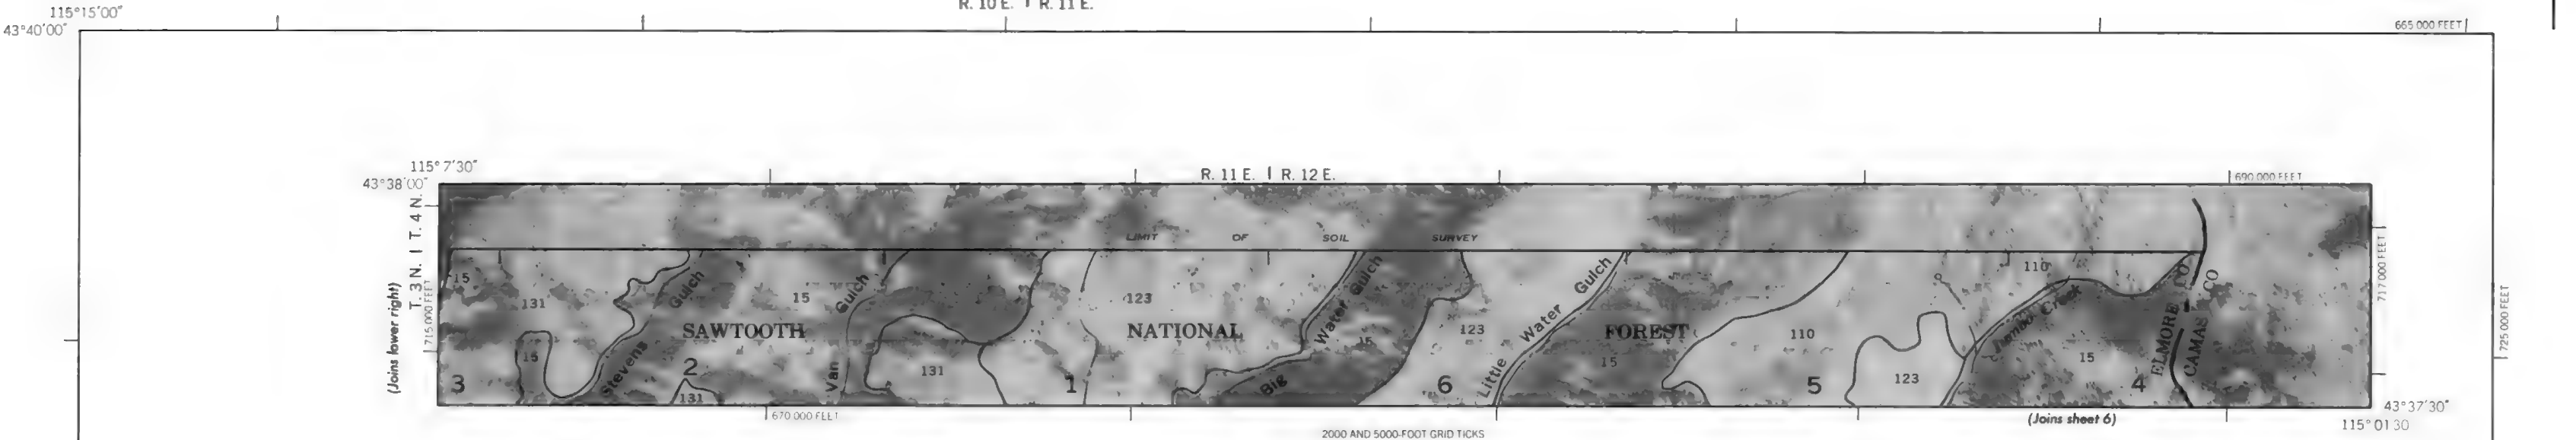 R. 10 E. | R. 11 E.
115°15'00"
43°40'00"
665 000 FEET
115° 7'30"
43°38'00"
R. 11 E. | R. 12 E.
690 000 FEET
T. 3 N. | T. 4 N.
(Joins lower right)
715 000 FEET
LIMIT OF SOIL SURVEY
15
131
Gulch
15
Gulch
123
Water Gulch
123
Water Gulch
110
CO
CO
717 000 FEET
725 000 FEET
SAWTOOTH NATIONAL FOREST
15
15
15
110
Creek
15
ELMORE
CAMAS
3
Stevens
2
131
Van
131
1
Big
6
Little
5
123
4
670 000 FEET
(Joins sheet 6)
43°37'30"
115° 01 30
2000 AND 5000-FOOT GRID TICKS